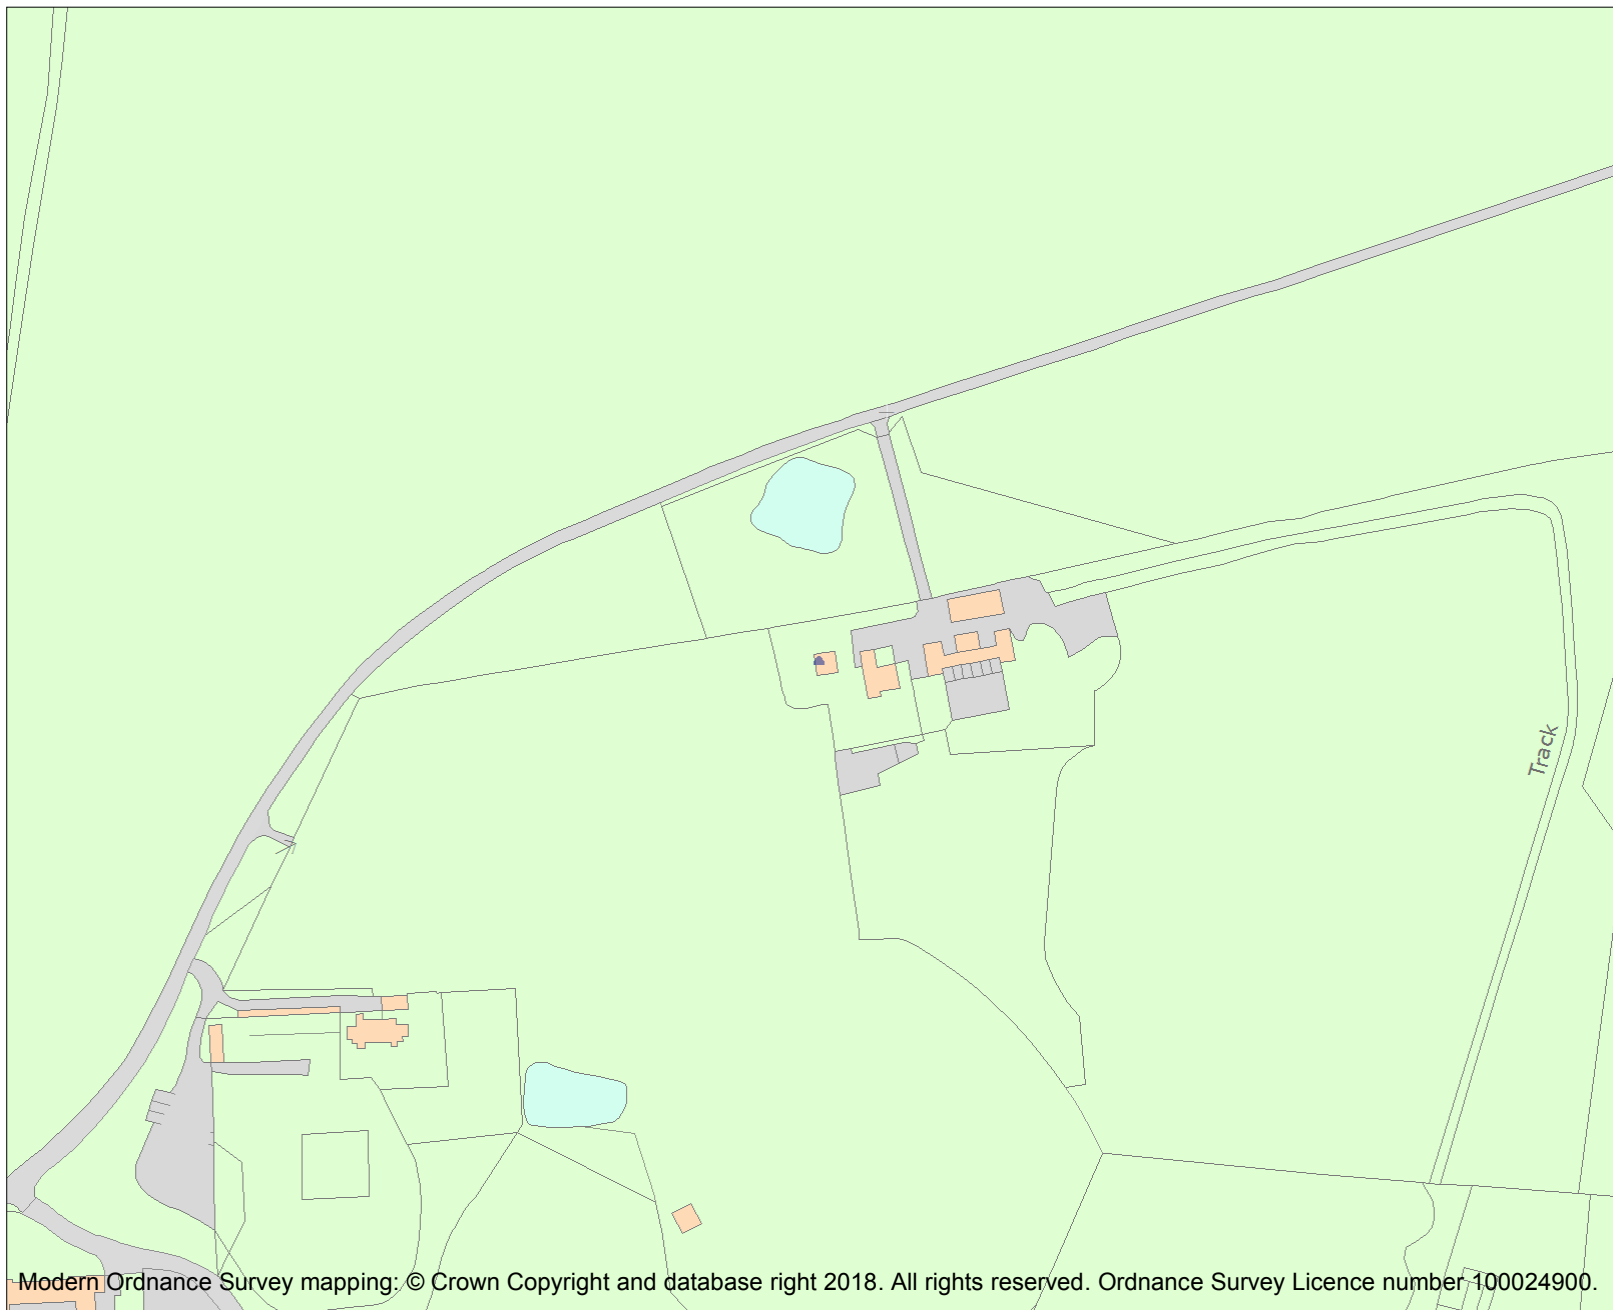 Track
Modern Ordnance Survey mapping: © Crown Copyright and database right 2018. All rights reserved. Ordnance Survey Licence number 100024900.